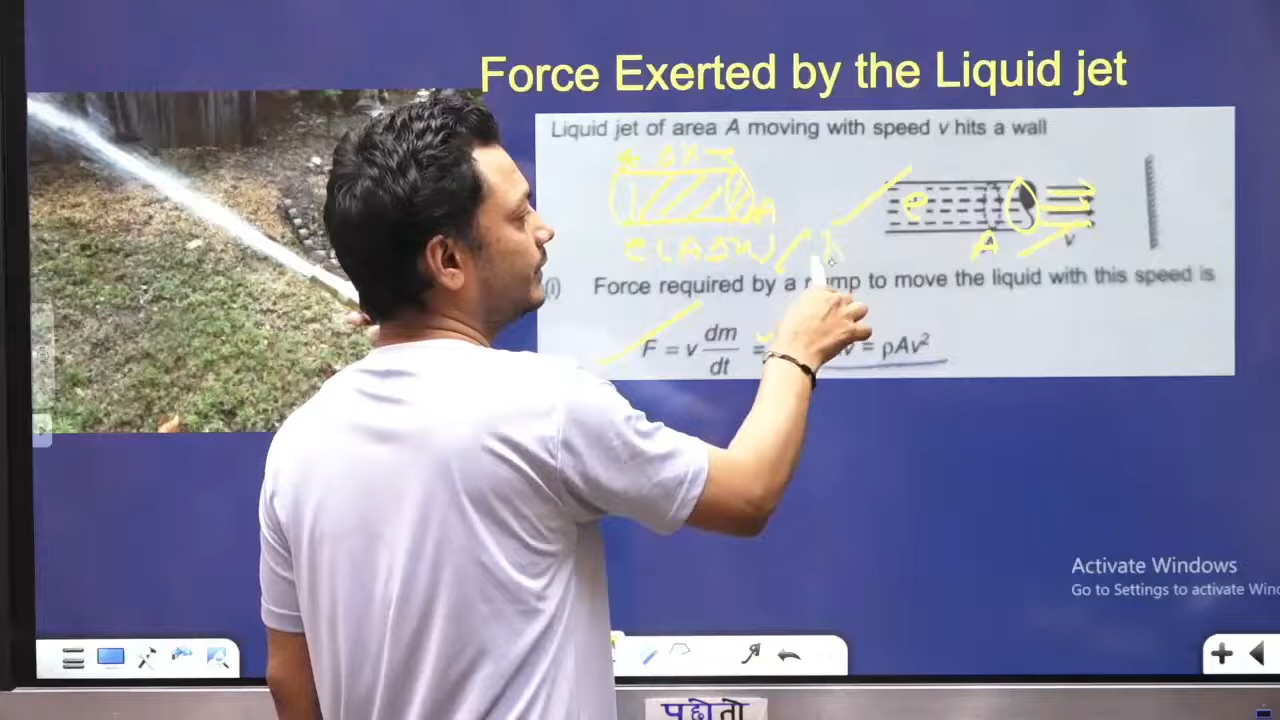 Force Exerted by the Liquid jet
Liquid jet of area A moving with speed v hits a wall
Δx
A
ρ
A
v
ρ(AΔx)
(i) Force required by a pump to move the liquid with this speed is
F = v dm/dt = v = ρAv²
Activate Windows
Go to Settings to activate
पढ़ो तो